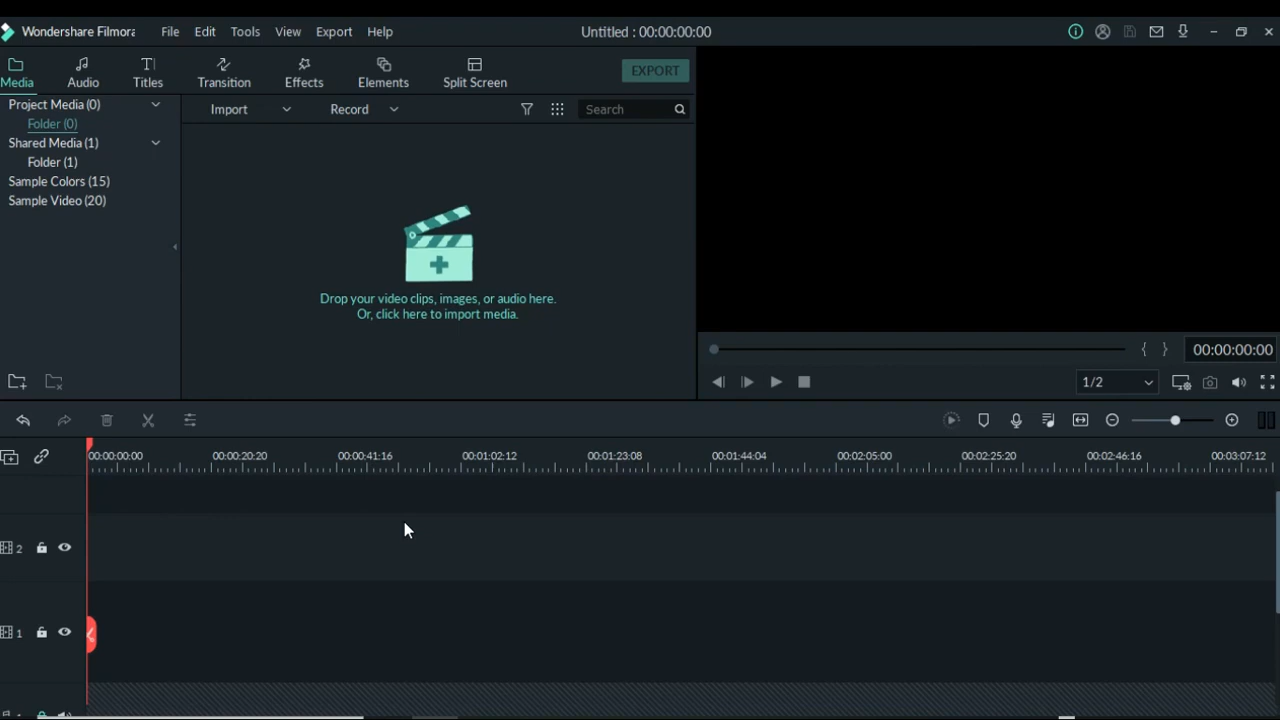 Wondershare Filmora File Edit Tools View Export Help Untitled : 00:00:00:00
Media Audio Titles Transition Effects Elements Split Screen EXPORT
Project Media (0)
Folder (0)
Shared Media (1)
Folder (1)
Sample Colors (15)
Sample Video (20)
Import Record Search
Drop your video clips, images, or audio here.
Or, click here to import media.
00:00:00:00
1/2
00:00:00:00 00:00:20:20 00:00:41:16 00:01:02:12 00:01:23:08 00:01:44:04 00:02:05:00 00:02:25:20 00:02:46:16 00:03:07:12
2
1